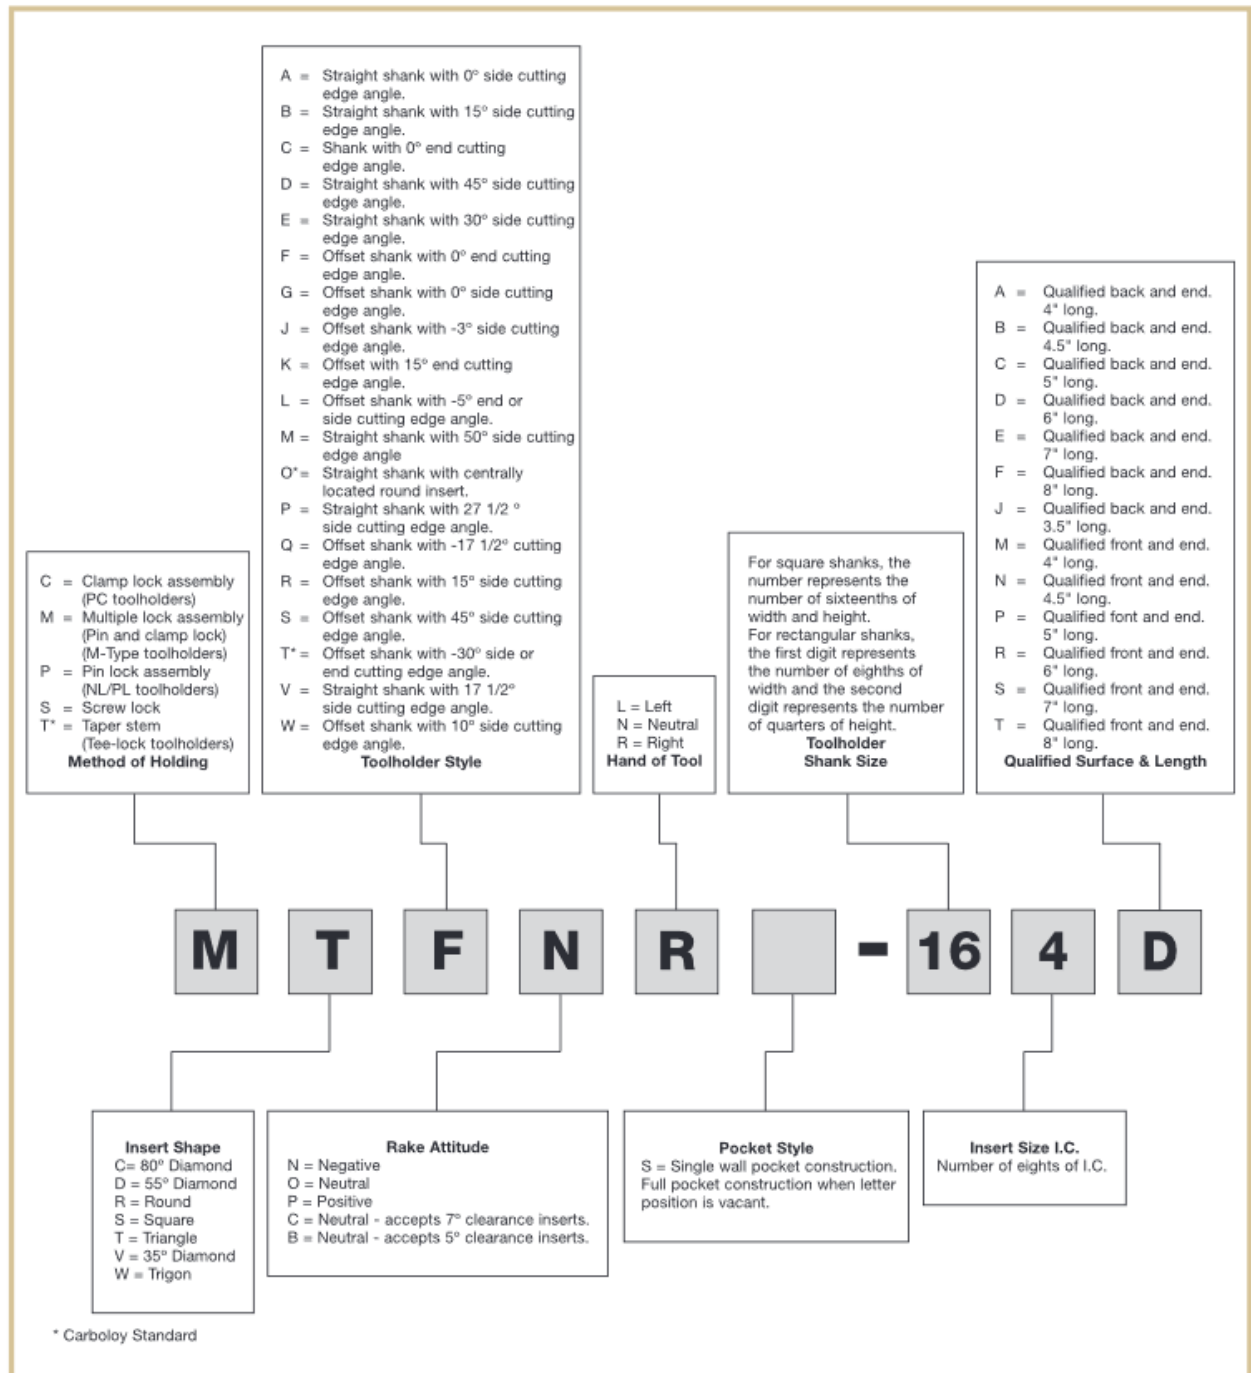 A = Straight shank with 0° side cutting
edge angle.
B = Straight shank with 15° side cutting
edge angle.
C = Shank with 0° end cutting
edge angle.
D = Straight shank with 45° side cutting
edge angle.
E = Straight shank with 30° side cutting
edge angle.
F = Offset shank with 0° end cutting
edge angle.
G = Offset shank with 0° side cutting
edge angle.
J = Offset shank with -3° side cutting
edge angle.
K = Offset with 15° end cutting
edge angle.
L = Offset shank with -5° end or
side cutting edge angle.
M = Straight shank with 50° side cutting
edge angle
O*= Straight shank with centrally
located round insert.
P = Straight shank with 27 1/2 °
side cutting edge angle.
Q = Offset shank with -17 1/2° cutting
edge angle.
R = Offset shank with 15° side cutting
edge angle.
S = Offset shank with 45° side cutting
edge angle.
T* = Offset shank with -30° side or
end cutting edge angle.
V = Straight shank with 17 1/2°
side cutting edge angle.
W = Offset shank with 10° side cutting
edge angle.
Toolholder Style
C = Clamp lock assembly
(PC toolholders)
M = Multiple lock assembly
(Pin and clamp lock)
(M-Type toolholders)
P = Pin lock assembly
(NL/PL toolholders)
S = Screw lock
T* = Taper stem
(Tee-lock toolholders)
Method of Holding
L = Left
N = Neutral
R = Right
Hand of Tool
For square shanks, the
number represents the
number of sixteenths of
width and height.
For rectangular shanks,
the first digit represents
the number of eighths of
width and the second
digit represents the number
of quarters of height.
Toolholder
Shank Size
A = Qualified back and end.
4" long.
B = Qualified back and end.
4.5" long.
C = Qualified back and end.
5" long.
D = Qualified back and end.
6" long.
E = Qualified back and end.
7" long.
F = Qualified back and end.
8" long.
J = Qualified back and end.
3.5" long.
M = Qualified front and end.
4" long.
N = Qualified front and end.
4.5" long.
P = Qualified font and end.
5" long.
R = Qualified front and end.
6" long.
S = Qualified front and end.
7" long.
T = Qualified front and end.
8" long.
Qualified Surface & Length
M T F N R - 16 4 D
Insert Shape
C= 80° Diamond
D = 55° Diamond
R = Round
S = Square
T = Triangle
V = 35° Diamond
W = Trigon
Rake Attitude
N = Negative
O = Neutral
P = Positive
C = Neutral - accepts 7° clearance inserts.
B = Neutral - accepts 5° clearance inserts.
Pocket Style
S = Single wall pocket construction.
Full pocket construction when letter
position is vacant.
Insert Size I.C.
Number of eights of I.C.
* Carboloy Standard